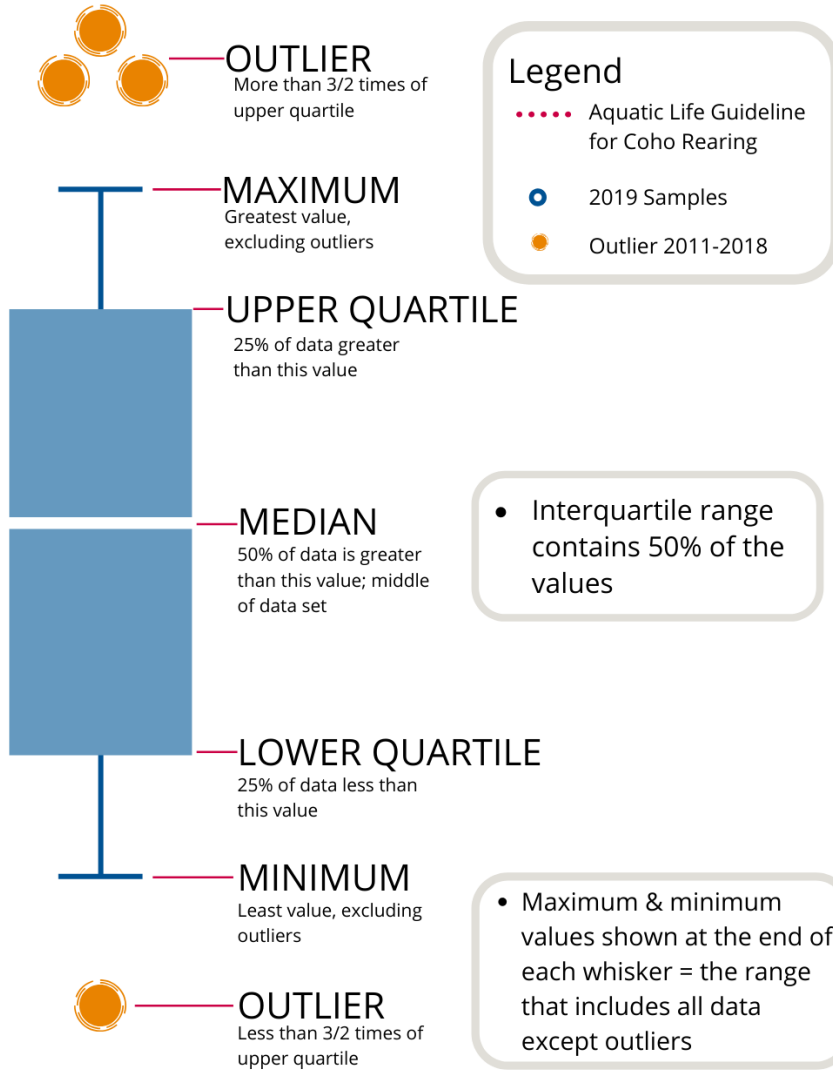 OUTLIER
More than 3/2 times of
upper quartile
MAXIMUM
Greatest value,
excluding outliers
UPPER QUARTILE
25% of data greater
than this value
MEDIAN
50% of data is greater
than this value; middle
of data set
LOWER QUARTILE
25% of data less than
this value
MINIMUM
Least value, excluding
outliers
OUTLIER
Less than 3/2 times of
upper quartile
Legend
Aquatic Life Guideline
for Coho Rearing
2019 Samples
Outlier 2011-2018
• Interquartile range
contains 50% of the
values
• Maximum & minimum
values shown at the end of
each whisker = the range
that includes all data
except outliers